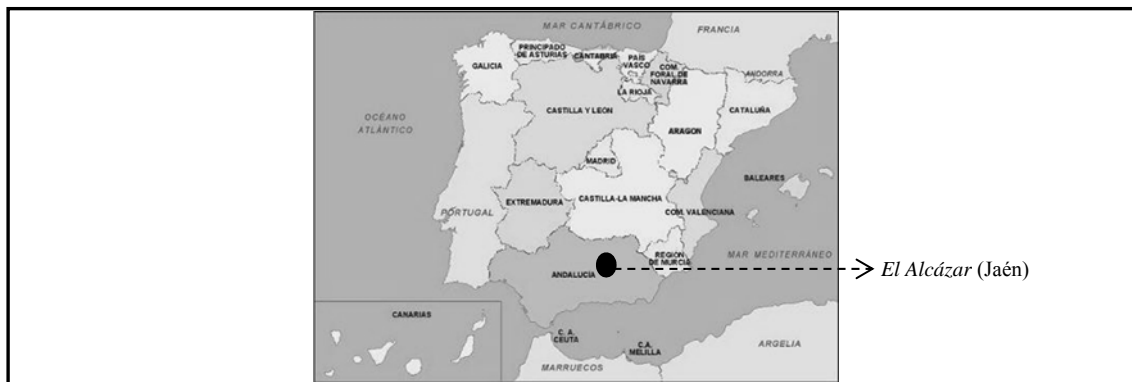 MAR CANTÁBRICO
FRANCIA
PRINCIPADO
DE ASTURIAS
CANTABRIA
PAÍS
VASCO
COM.
FORAL DE
NAVARRA
GALICIA
ANDORRA
LA RIOJA
CASTILLA Y LEON
CATALUÑA
OCÉANO
ATLÁNTICO
ARAGON
MADRID
BALEARES
EXTREMADURA
CASTILLA-LA MANCHA
PORTUGAL
COM. VALENCIANA
MAR MEDITERRÁNEO
REGIÓN
DE MURCIA
ANDALUCIA
El Alcázar (Jaén)
CANARIAS
C. A.
CEUTA
C.A.
MELILLA
ARGELIA
MARRUECOS